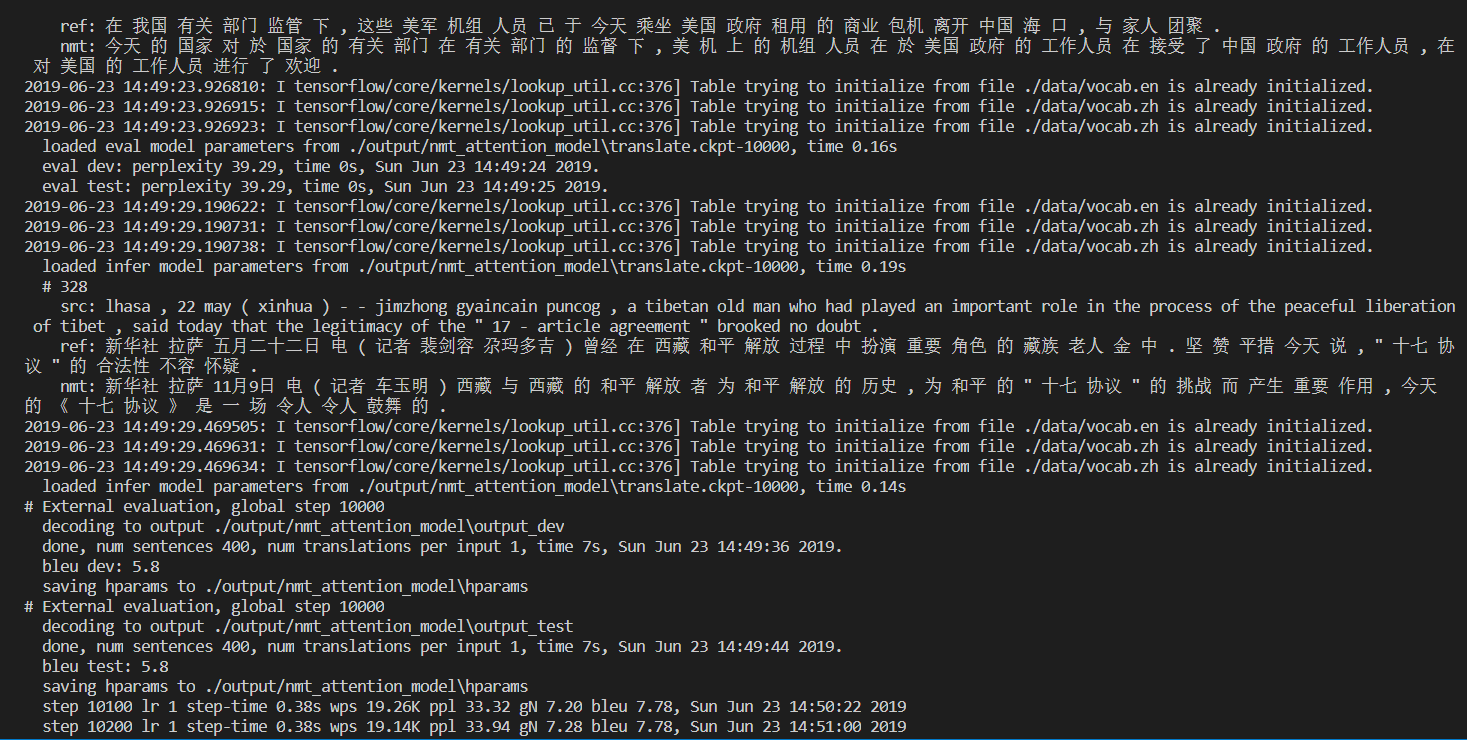 ref: 在 我国 有关 部门 监管 下 , 这些 美军 机组 人员 已 于 今天 乘坐 美国 政府 租用 的 商业 包机 离开 中国 海 口 , 与 家人 团聚 .
nmt: 今天 的 国家 对 於 国家 的 有关 部门 在 有关 部门 的 监督 下 , 美 机 上 的 机组 人员 在 於 美国 政府 的 工作人员 在 接受 了 中国 政府 的 工作人员 , 在
对 美国 的 工作人员 进行 了 欢迎 .
2019-06-23 14:49:23.926810: I tensorflow/core/kernels/lookup_util.cc:376] Table trying to initialize from file ./data/vocab.en is already initialized.
2019-06-23 14:49:23.926915: I tensorflow/core/kernels/lookup_util.cc:376] Table trying to initialize from file ./data/vocab.zh is already initialized.
2019-06-23 14:49:23.926923: I tensorflow/core/kernels/lookup_util.cc:376] Table trying to initialize from file ./data/vocab.zh is already initialized.
loaded eval model parameters from ./output/nmt_attention_model\translate.ckpt-10000, time 0.16s
eval dev: perplexity 39.29, time 0s, Sun Jun 23 14:49:24 2019.
eval test: perplexity 39.29, time 0s, Sun Jun 23 14:49:25 2019.
2019-06-23 14:49:29.190622: I tensorflow/core/kernels/lookup_util.cc:376] Table trying to initialize from file ./data/vocab.en is already initialized.
2019-06-23 14:49:29.190731: I tensorflow/core/kernels/lookup_util.cc:376] Table trying to initialize from file ./data/vocab.zh is already initialized.
2019-06-23 14:49:29.190738: I tensorflow/core/kernels/lookup_util.cc:376] Table trying to initialize from file ./data/vocab.zh is already initialized.
loaded infer model parameters from ./output/nmt_attention_model\translate.ckpt-10000, time 0.19s
# 328
src: lhasa , 22 may ( xinhua ) - - jimzhong gyaincain puncog , a tibetan old man who had played an important role in the process of the peaceful liberation
of tibet , said today that the legitimacy of the " 17 - article agreement " brooked no doubt .
ref: 新华社 拉萨 五月二十二日 电 ( 记者 裴剑容 尕玛多吉 ) 曾经 在 西藏 和平 解放 过程 中 扮演 重要 角色 的 藏族 老人 金 中 . 坚 赞 平措 今天 说 , " 十七 协
议 " 的 合法性 不容 怀疑 .
nmt: 新华社 拉萨 11月9日 电 ( 记者 车玉明 ) 西藏 与 西藏 的 和平 解放 者 为 和平 解放 的 历史 , 为 和平 的 " 十七 协议 " 的 挑战 而 产生 重要 作用 , 今天
的 《 十七 协议 》 是 一 场 令人 令人 鼓舞 的 .
2019-06-23 14:49:29.469505: I tensorflow/core/kernels/lookup_util.cc:376] Table trying to initialize from file ./data/vocab.en is already initialized.
2019-06-23 14:49:29.469631: I tensorflow/core/kernels/lookup_util.cc:376] Table trying to initialize from file ./data/vocab.zh is already initialized.
2019-06-23 14:49:29.469634: I tensorflow/core/kernels/lookup_util.cc:376] Table trying to initialize from file ./data/vocab.zh is already initialized.
loaded infer model parameters from ./output/nmt_attention_model\translate.ckpt-10000, time 0.14s
# External evaluation, global step 10000
decoding to output ./output/nmt_attention_model\output_dev
done, num sentences 400, num translations per input 1, time 7s, Sun Jun 23 14:49:36 2019.
bleu dev: 5.8
saving hparams to ./output/nmt_attention_model\hparams
# External evaluation, global step 10000
decoding to output ./output/nmt_attention_model\output_test
done, num sentences 400, num translations per input 1, time 7s, Sun Jun 23 14:49:44 2019.
bleu test: 5.8
saving hparams to ./output/nmt_attention_model\hparams
step 10100 lr 1 step-time 0.38s wps 19.26K ppl 33.32 gN 7.20 bleu 7.78, Sun Jun 23 14:50:22 2019
step 10200 lr 1 step-time 0.38s wps 19.14K ppl 33.94 gN 7.28 bleu 7.78, Sun Jun 23 14:51:00 2019